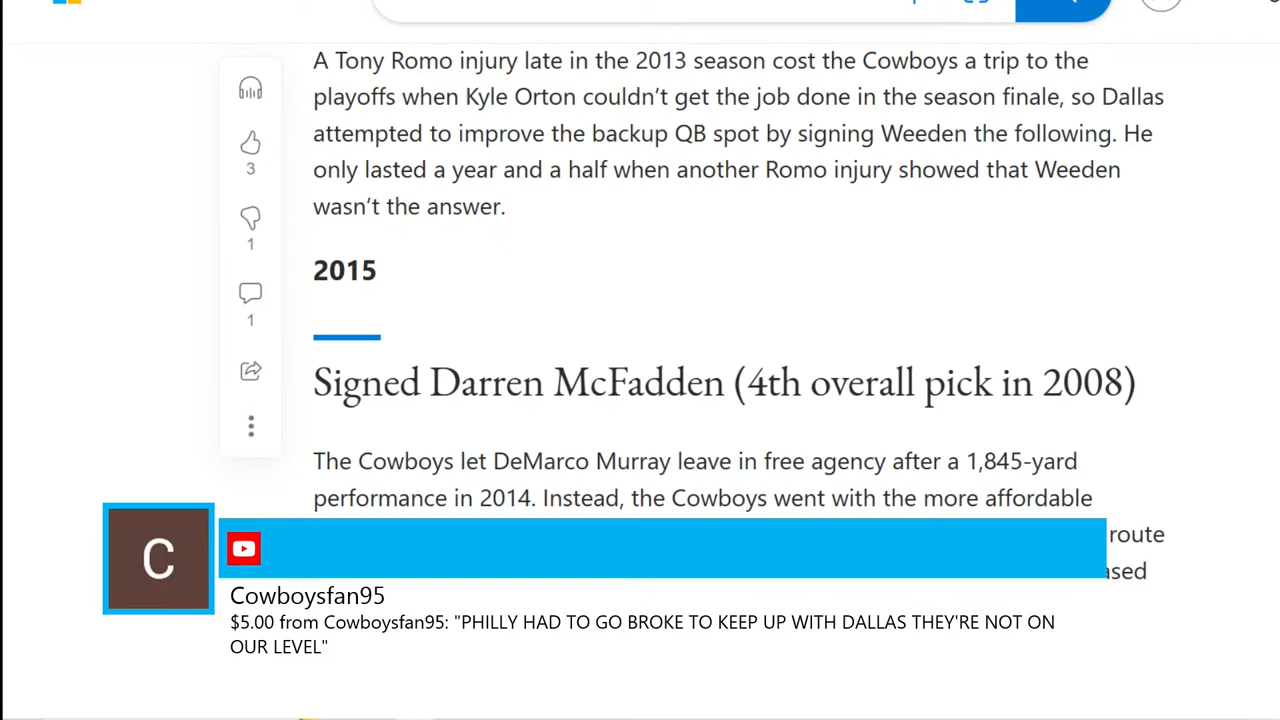 A Tony Romo injury late in the 2013 season cost the Cowboys a trip to the
playoffs when Kyle Orton couldn’t get the job done in the season finale, so Dallas
attempted to improve the backup QB spot by signing Weeden the following. He
only lasted a year and a half when another Romo injury showed that Weeden
wasn’t the answer.
3
1
1
2015
Signed Darren McFadden (4th overall pick in 2008)
The Cowboys let DeMarco Murray leave in free agency after a 1,845-yard
performance in 2014. Instead, the Cowboys went with the more affordable
route
C
Cowboysfan95
$5.00 from Cowboysfan95: "PHILLY HAD TO GO BROKE TO KEEP UP WITH DALLAS THEY'RE NOT ON
OUR LEVEL"